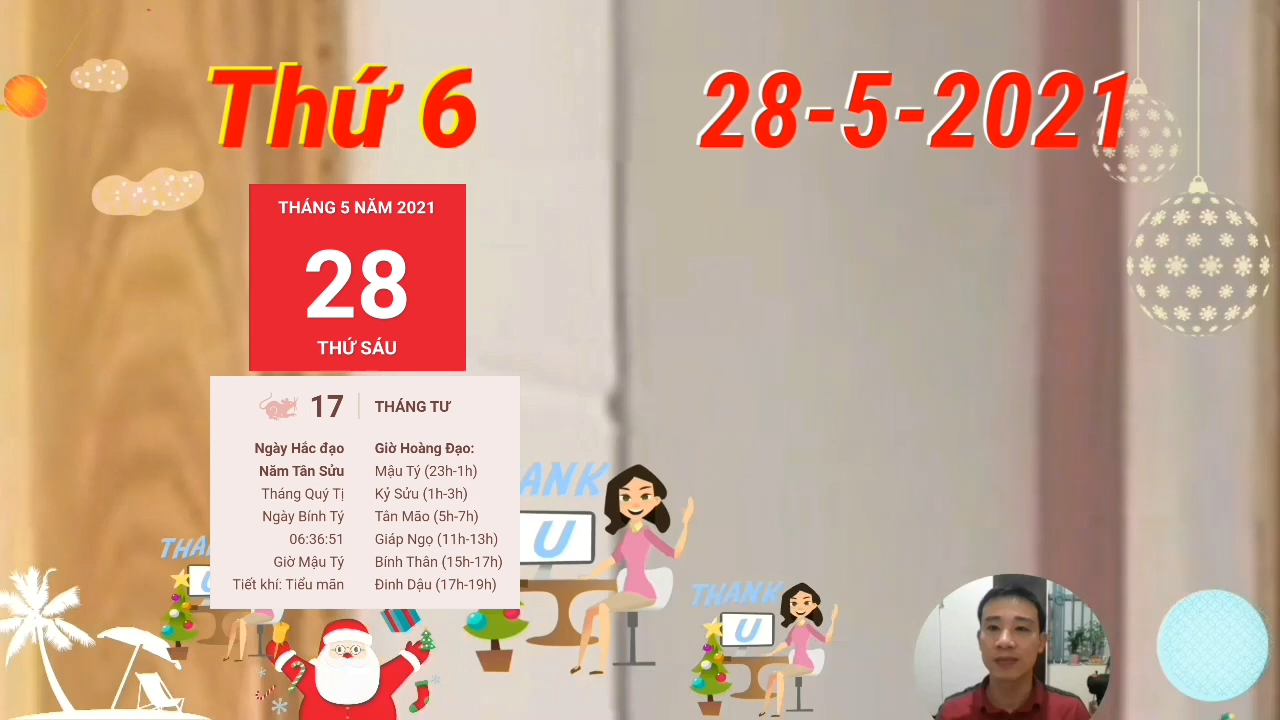 Thứ 6
28-5-2021
THÁNG 5 NĂM 2021
28
THỨ SÁU
17 THÁNG TƯ
Ngày Hắc đạo
Năm Tân Sửu
Tháng Quý Tị
Ngày Bính Tý
06:36:51
Giờ Mậu Tý
Tiết khí: Tiểu mãn
Giờ Hoàng Đạo:
Mậu Tý (23h-1h)
Kỷ Sửu (1h-3h)
Tân Mão (5h-7h)
Giáp Ngọ (11h-13h)
Bính Thân (15h-17h)
Đinh Dậu (17h-19h)
THA
U
ANK
U
THANK
U